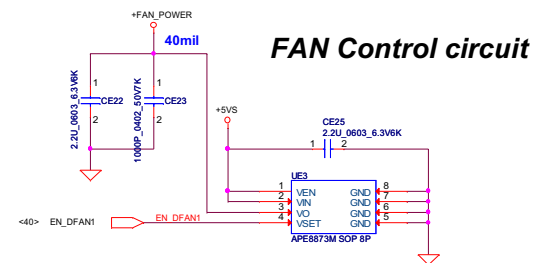 +FAN_POWER
40mil
FAN Control circuit
1
2
CE22
2.2U_0603_6.3V6K
1
2
CE23
1000P_0402_50V7K
+5VS
CE25
2.2U_0603_6.3V6K
1 2
UE3
1 VEN GND 8
2 VIN GND 7
3 VO GND 6
4 VSET GND 5
APE8873M SOP 8P
<40> EN_DFAN1 EN_DFAN1